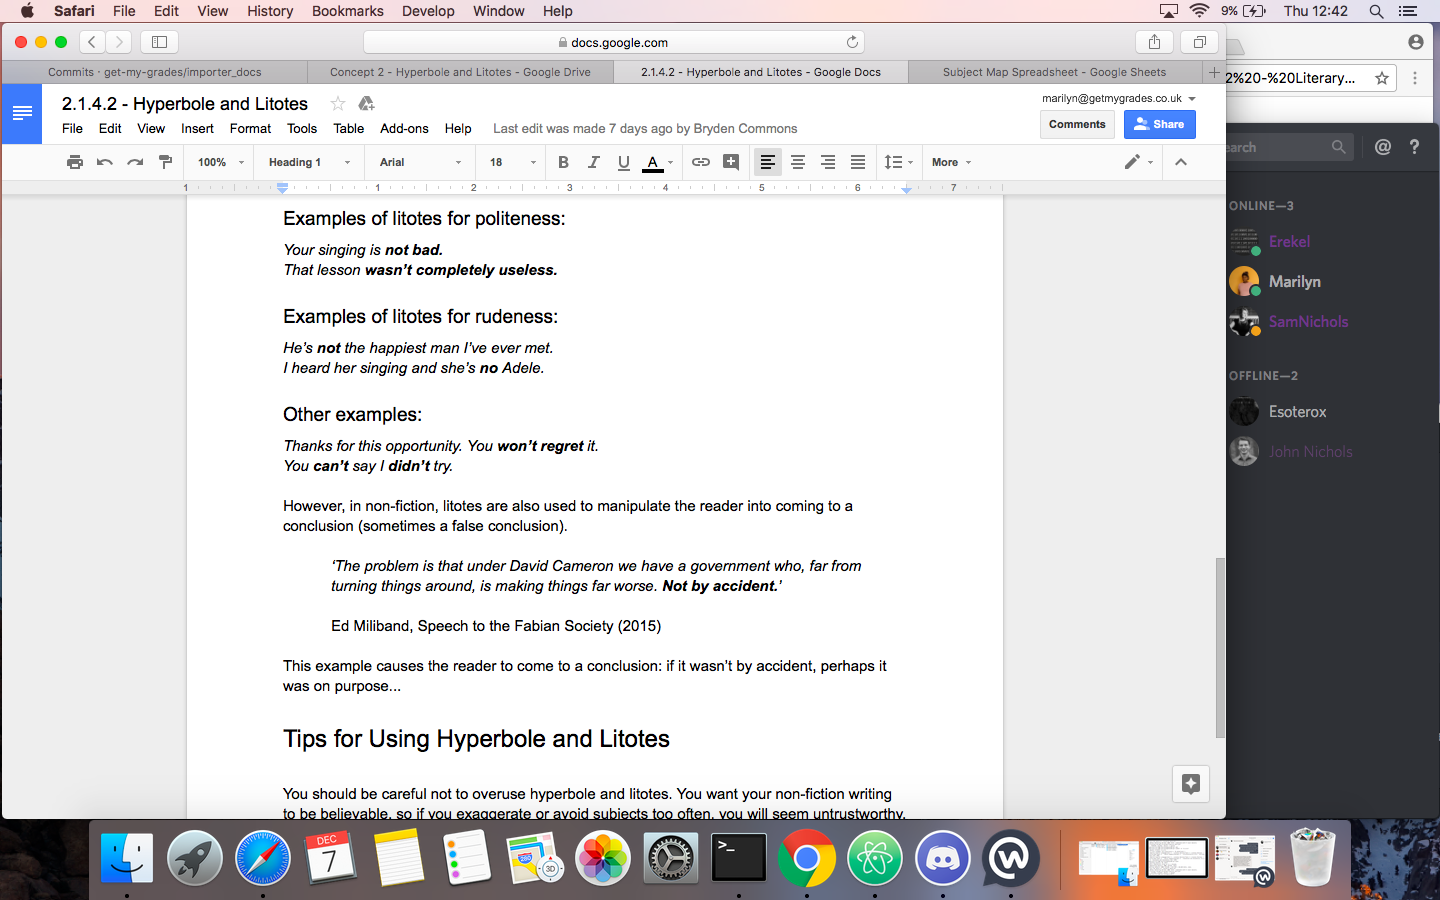 Safari File Edit View History Bookmarks Develop Window Help 9% Thu 12:42
docs.google.com
Commits · get-my-grades/importer_docs Concept 2 - Hyperbole and Litotes - Google Drive 2.1.4.2 - Hyperbole and Litotes - Google Docs Subject Map Spreadsheet - Google Sheets
2%20-%20Literary...
2.1.4.2 - Hyperbole and Litotes
marilyn@getmygrades.co.uk
File Edit View Insert Format Tools Table Add-ons Help Last edit was made 7 days ago by Bryden Commons
Comments Share
100% Heading 1 Arial 18 B I U A More
1 1 2 3 4 5 6 7
Examples of litotes for politeness:
Your singing is not bad.
That lesson wasn't completely useless.
Examples of litotes for rudeness:
He's not the happiest man I've ever met.
I heard her singing and she's no Adele.
Other examples:
Thanks for this opportunity. You won't regret it.
You can't say I didn't try.
However, in non-fiction, litotes are also used to manipulate the reader into coming to a
conclusion (sometimes a false conclusion).
'The problem is that under David Cameron we have a government who, far from
turning things around, is making things far worse. Not by accident.'
Ed Miliband, Speech to the Fabian Society (2015)
This example causes the reader to come to a conclusion: if it wasn't by accident, perhaps it
was on purpose...
Tips for Using Hyperbole and Litotes
You should be careful not to overuse hyperbole and litotes. You want your non-fiction writing
to be believable, so if you exaggerate or avoid subjects too often, you will seem untrustworthy.
earch @ ?
ONLINE—3
Erekel
Marilyn
SamNichols
OFFLINE—2
Esoterox
John Nichols
DEC
7
280
3D
>_